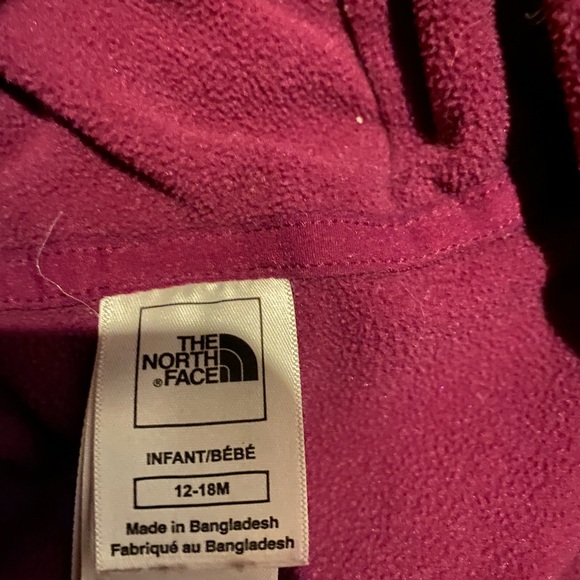 THE
NORTH
®FACE
INFANT/BÉBÉ
12-18M
Made in Bangladesh
Fabriqué au Bangladesh